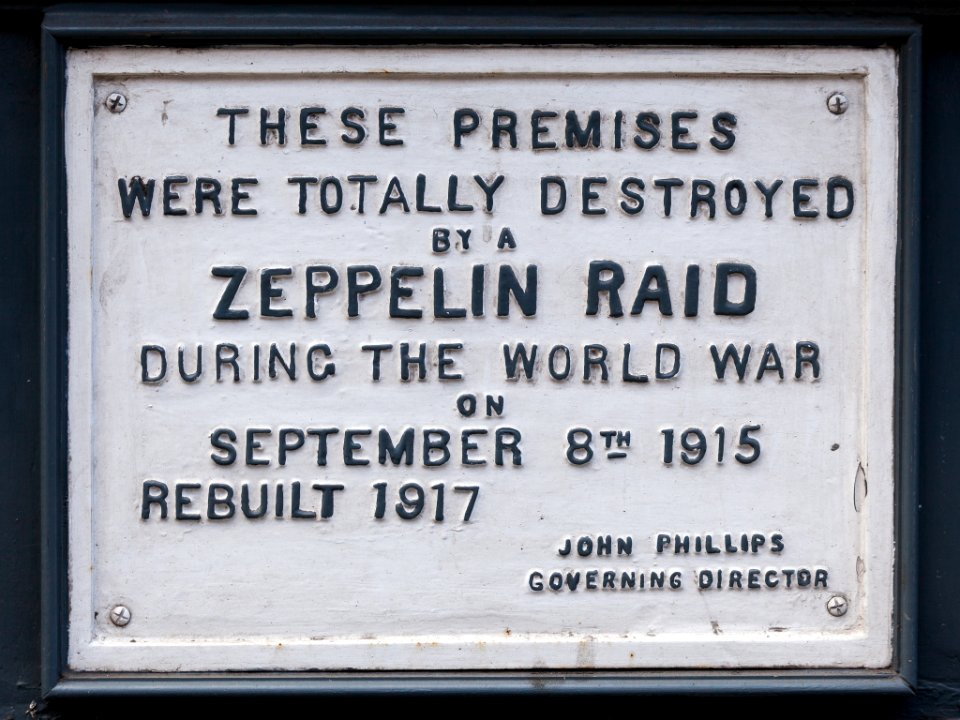 THESE PREMISES
WERE TOTALLY DESTROYED
BY A
ZEPPELIN RAID
DURING THE WORLD WAR
ON
SEPTEMBER 8TH 1915
REBUILT 1917
JOHN PHILLIPS
GOVERNING DIRECTOR